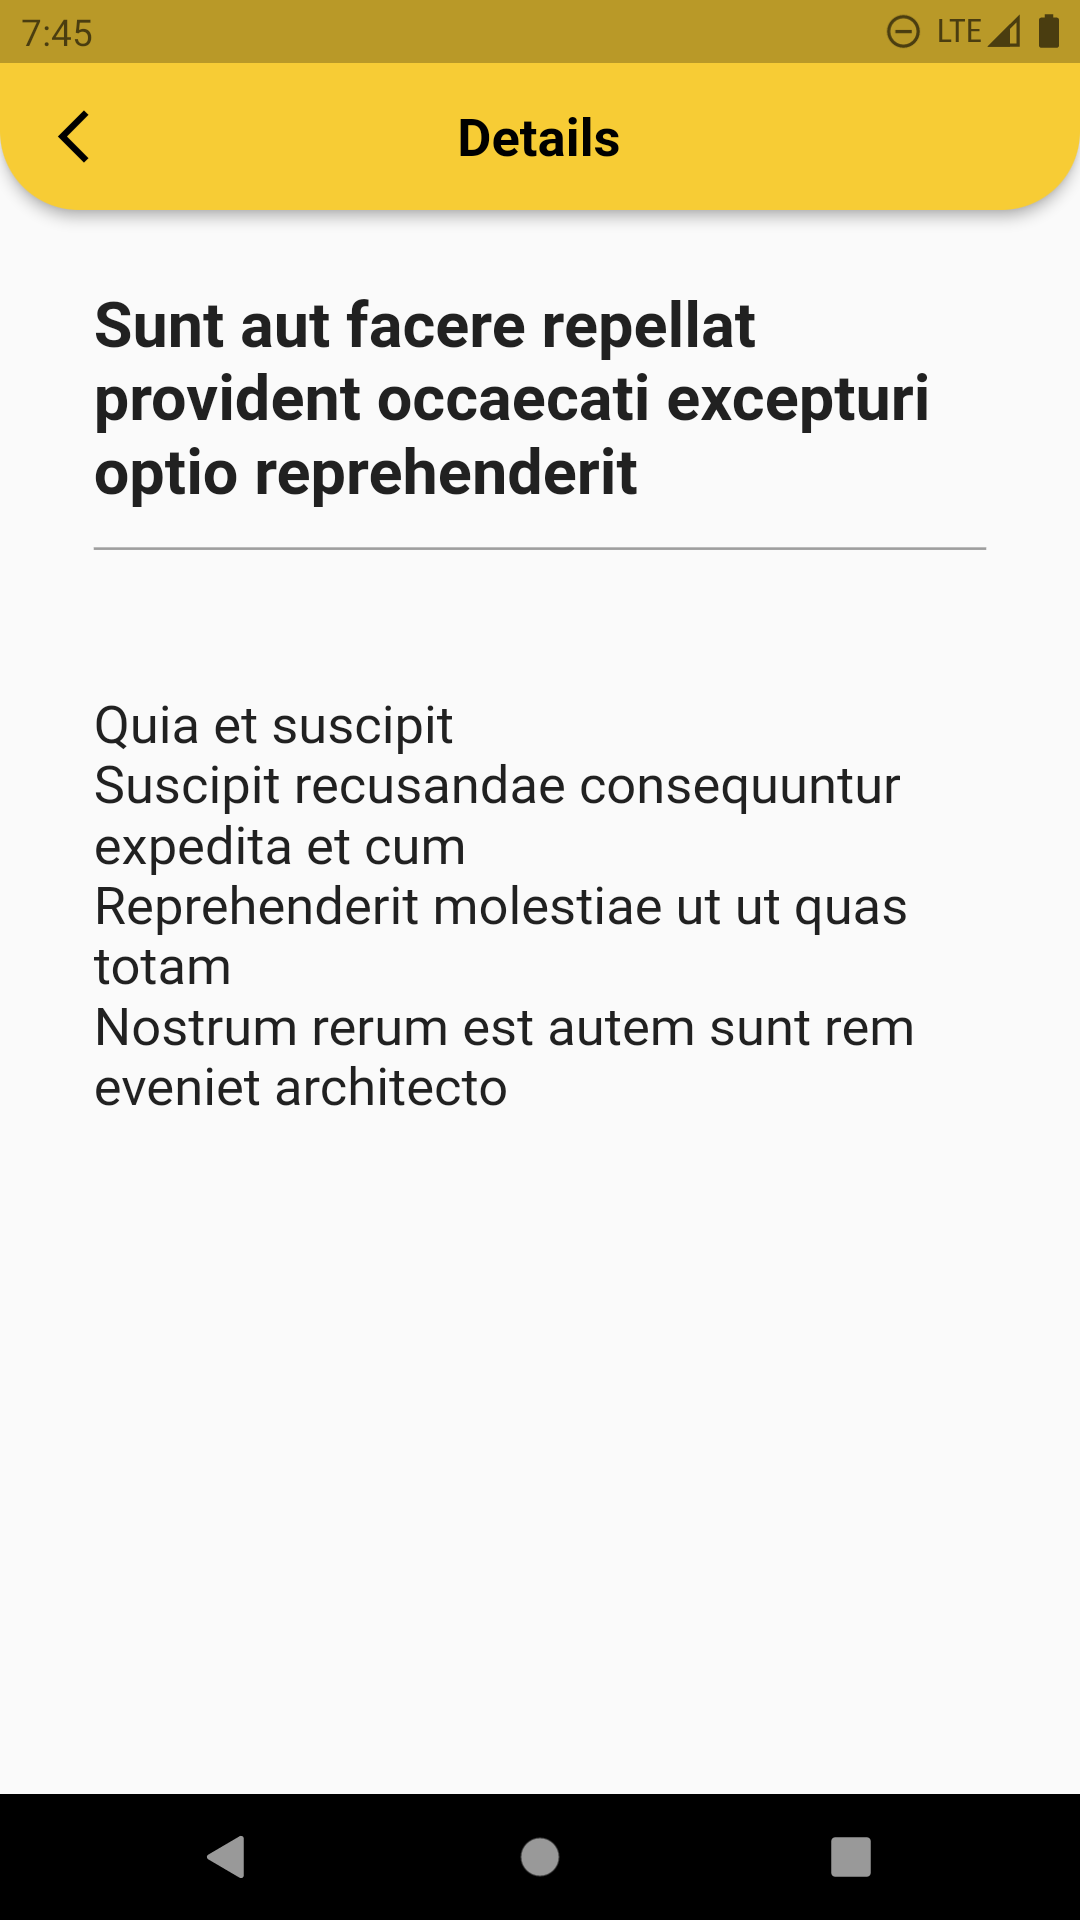 7:45
LTE
Details
Sunt aut facere repellat
provident occaecati excepturi
optio reprehenderit
Quia et suscipit
Suscipit recusandae consequuntur
expedita et cum
Reprehenderit molestiae ut ut quas
totam
Nostrum rerum est autem sunt rem
eveniet architecto